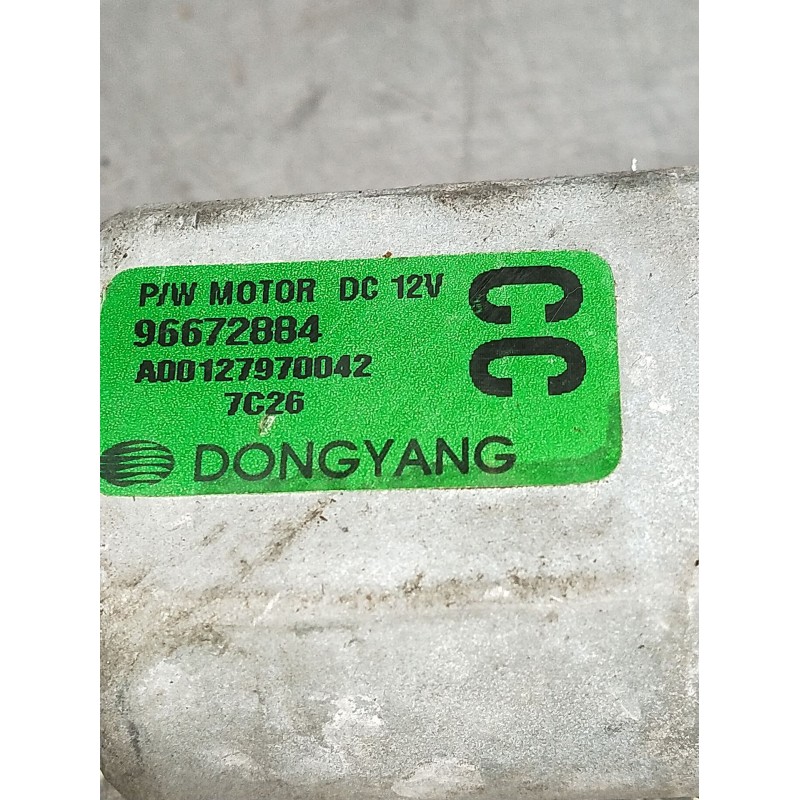 P/W MOTOR DC 12V
96672884
A00127970042
7C26
DONGYANG
CC